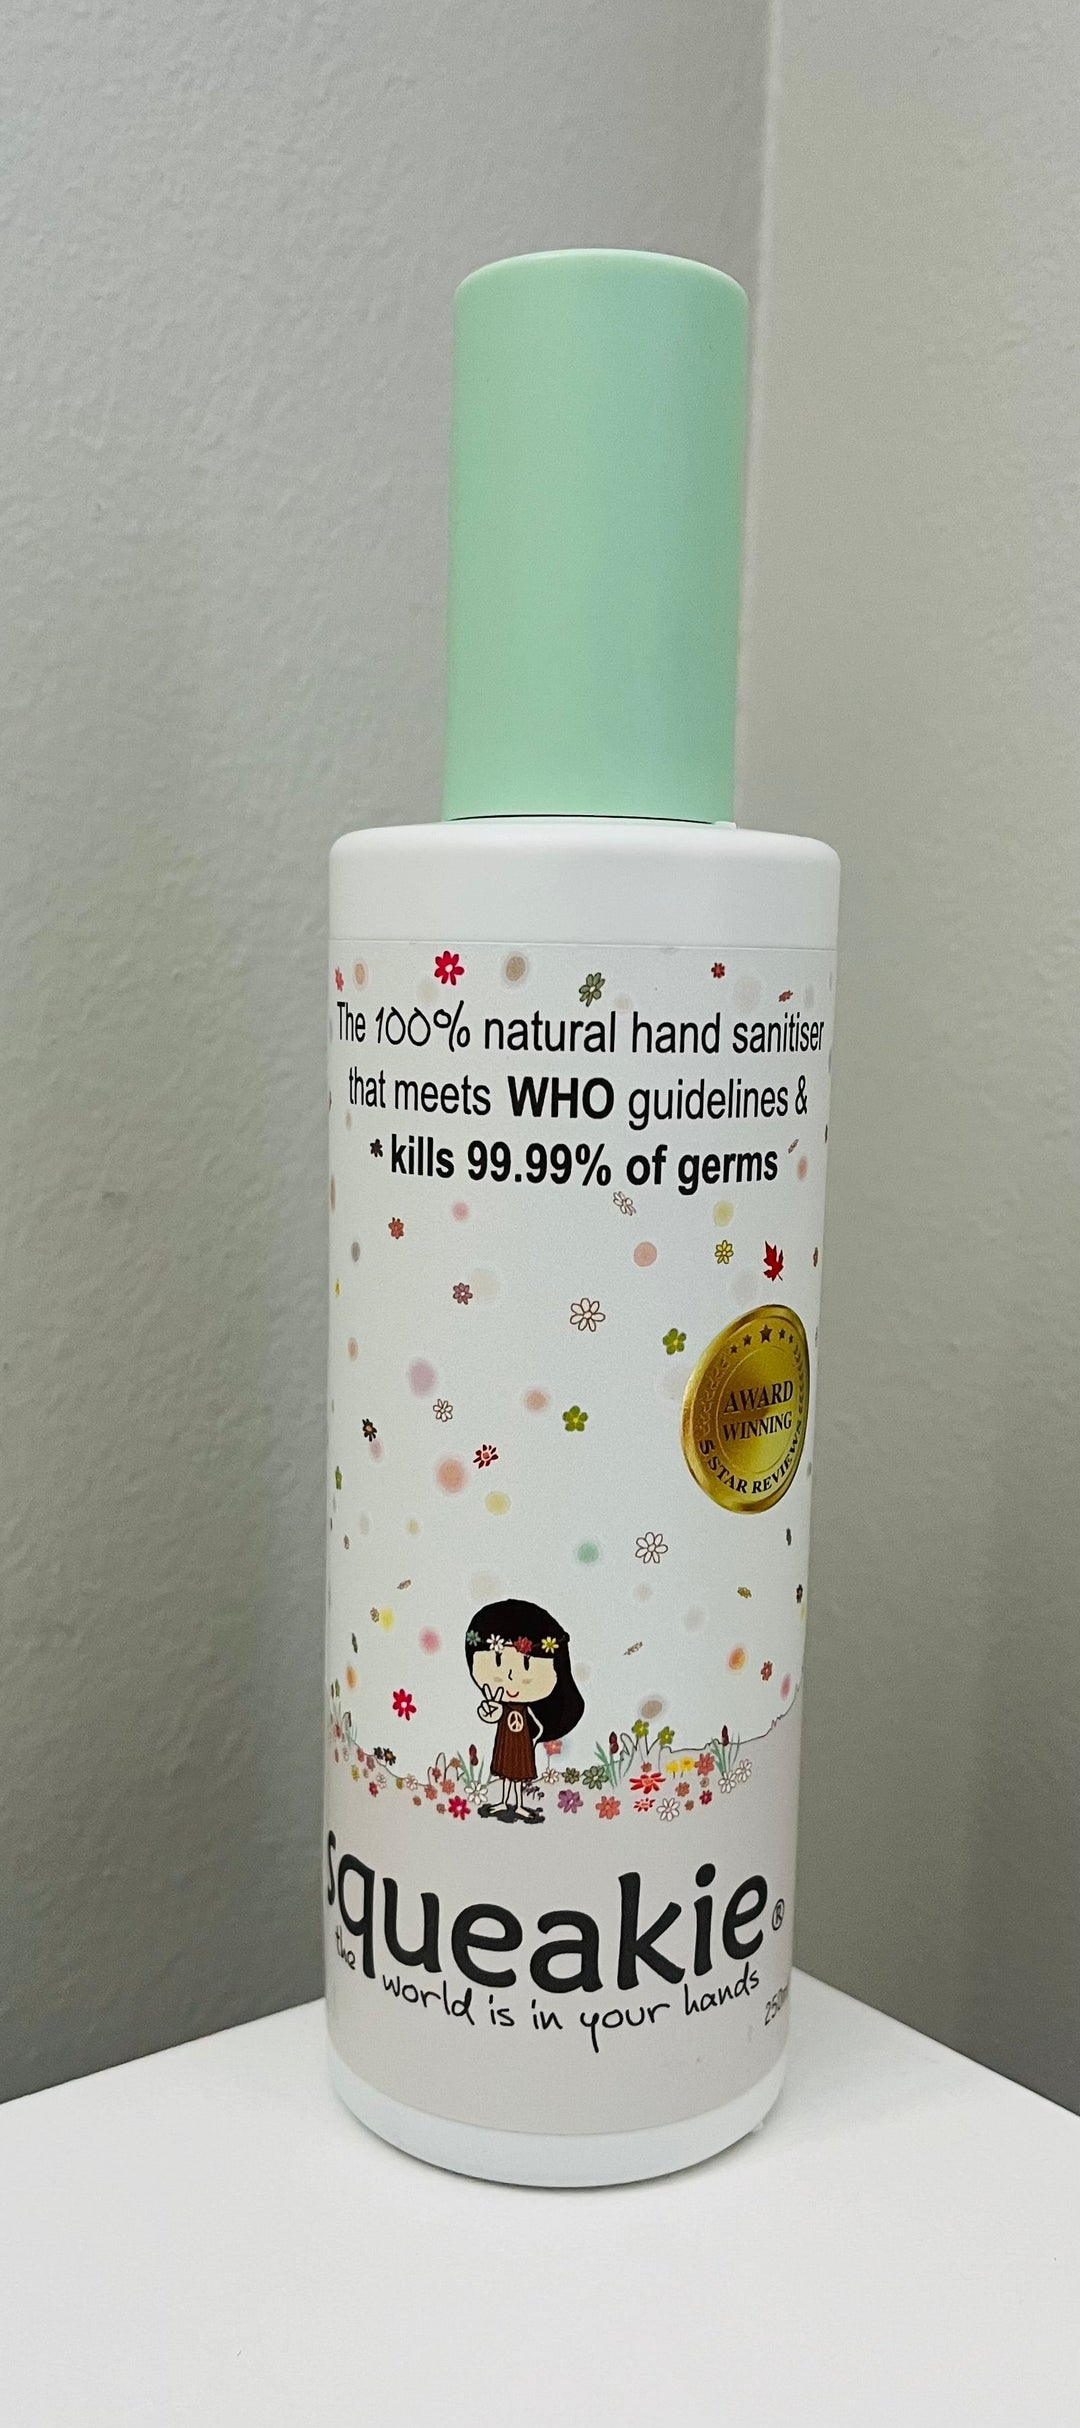 The 100% natural hand sanitiser
that meets WHO guidelines &
*kills 99.99% of germs
AWARD
WINNING
5 STAR REVIEWS
squeakie®
the world is in your hands